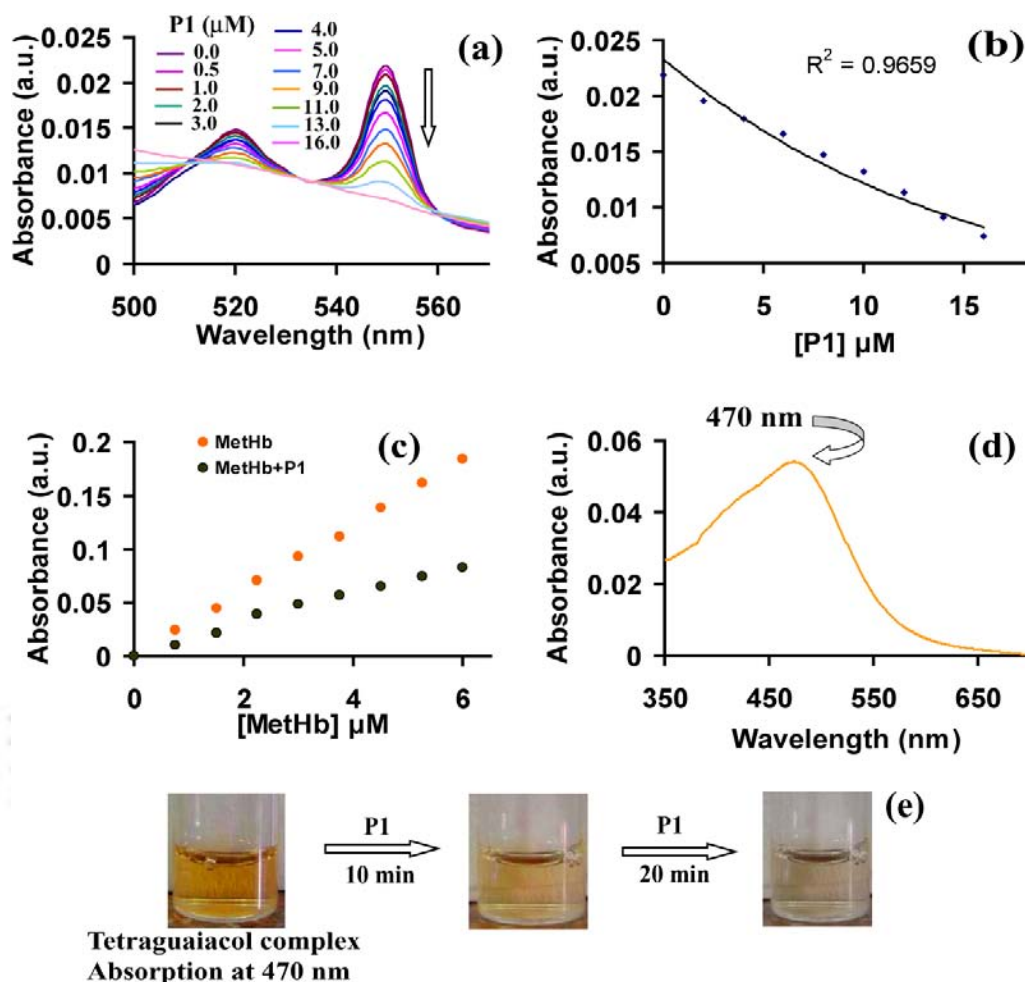 P1 (µM)
0.0
0.5
1.0
2.0
3.0
4.0
5.0
7.0
9.0
11.0
13.0
16.0
(a)
0.025
0.02
0.015
0.01
0.005
0
Absorbance (a.u.)
500 520 540 560
Wavelength (nm)
(b)
R² = 0.9659
0.025
0.02
0.015
0.01
0.005
Absorbance (a.u.)
0 5 10 15
[P1] µM
(c)
MetHb
MetHb+P1
0.2
0.15
0.1
0.05
0
Absorbance (a.u.)
0 2 4 6
[MetHb] µM
470 nm
(d)
0.06
0.04
0.02
0
Absorbance (a.u.)
350 450 550 650
Wavelength (nm)
(e)
P1
10 min
P1
20 min
Tetraguaiacol complex
Absorption at 470 nm